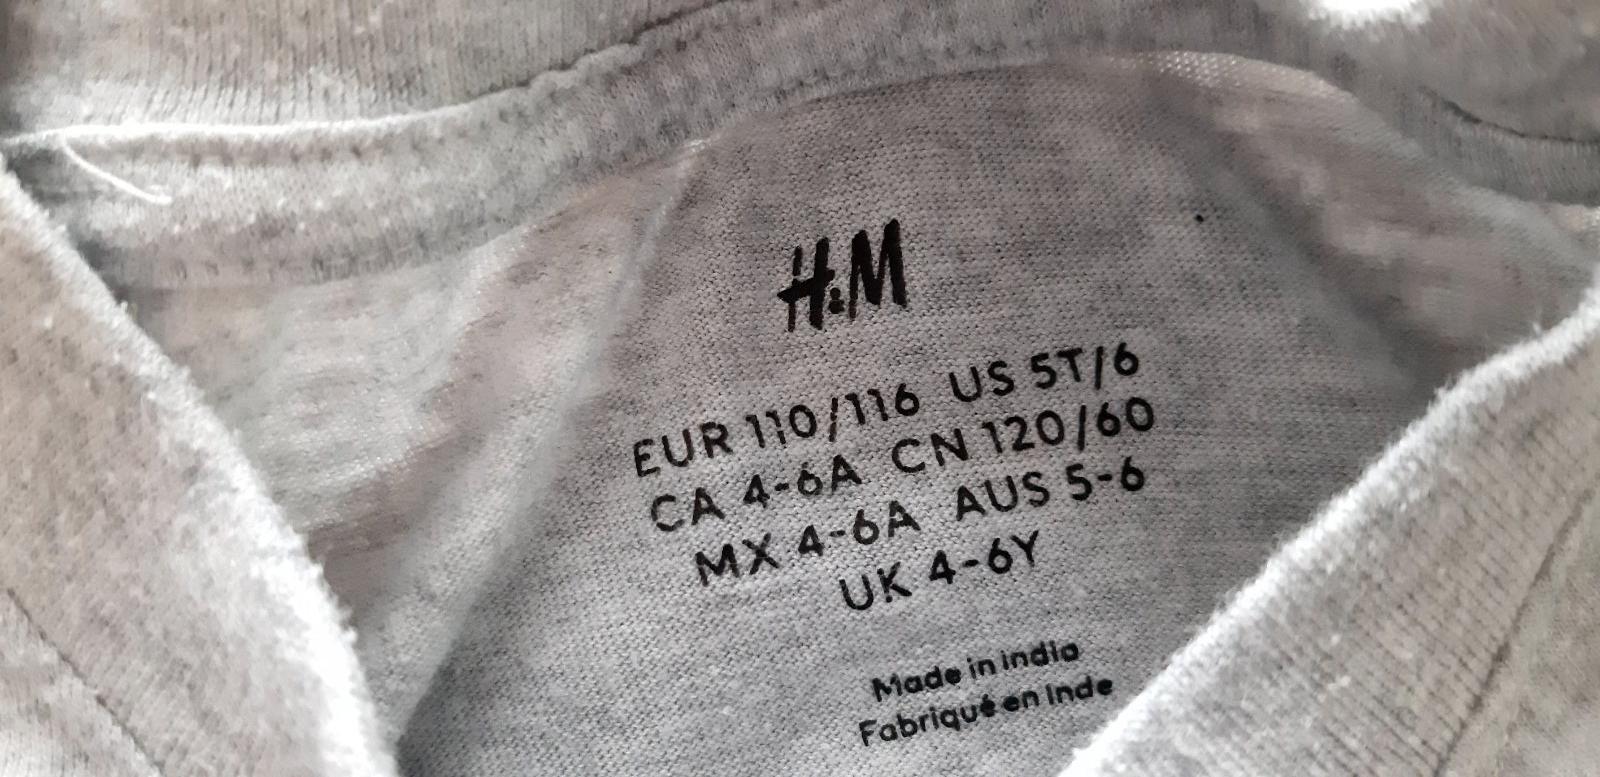 H&M
EUR 110/116 US 5T/6
CA 4-6A CN 120/60
MX 4-6A AUS 5-6
UK 4-6Y
Made in india
Fabriqué en Inde